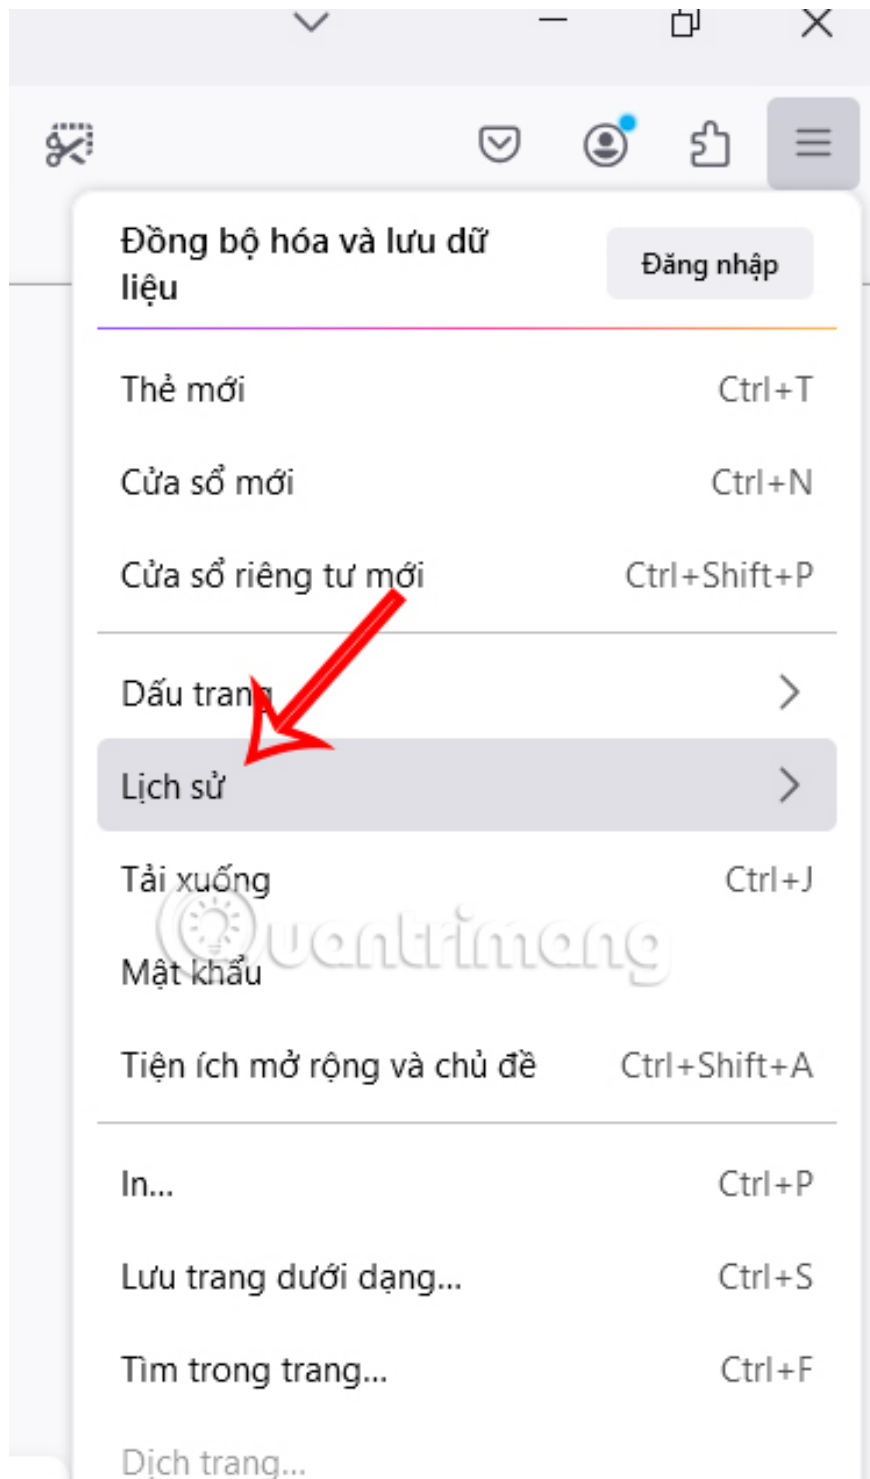 Đồng bộ hóa và lưu dữ
liệu
Đăng nhập
Thẻ mới Ctrl+T
Cửa sổ mới Ctrl+N
Cửa sổ riêng tư mới Ctrl+Shift+P
Dấu trang
Lịch sử
Tải xuống Ctrl+J
Quantrimang
Mật khẩu
Tiện ích mở rộng và chủ đề Ctrl+Shift+A
In... Ctrl+P
Lưu trang dưới dạng... Ctrl+S
Tìm trong trang... Ctrl+F
Dịch trang...